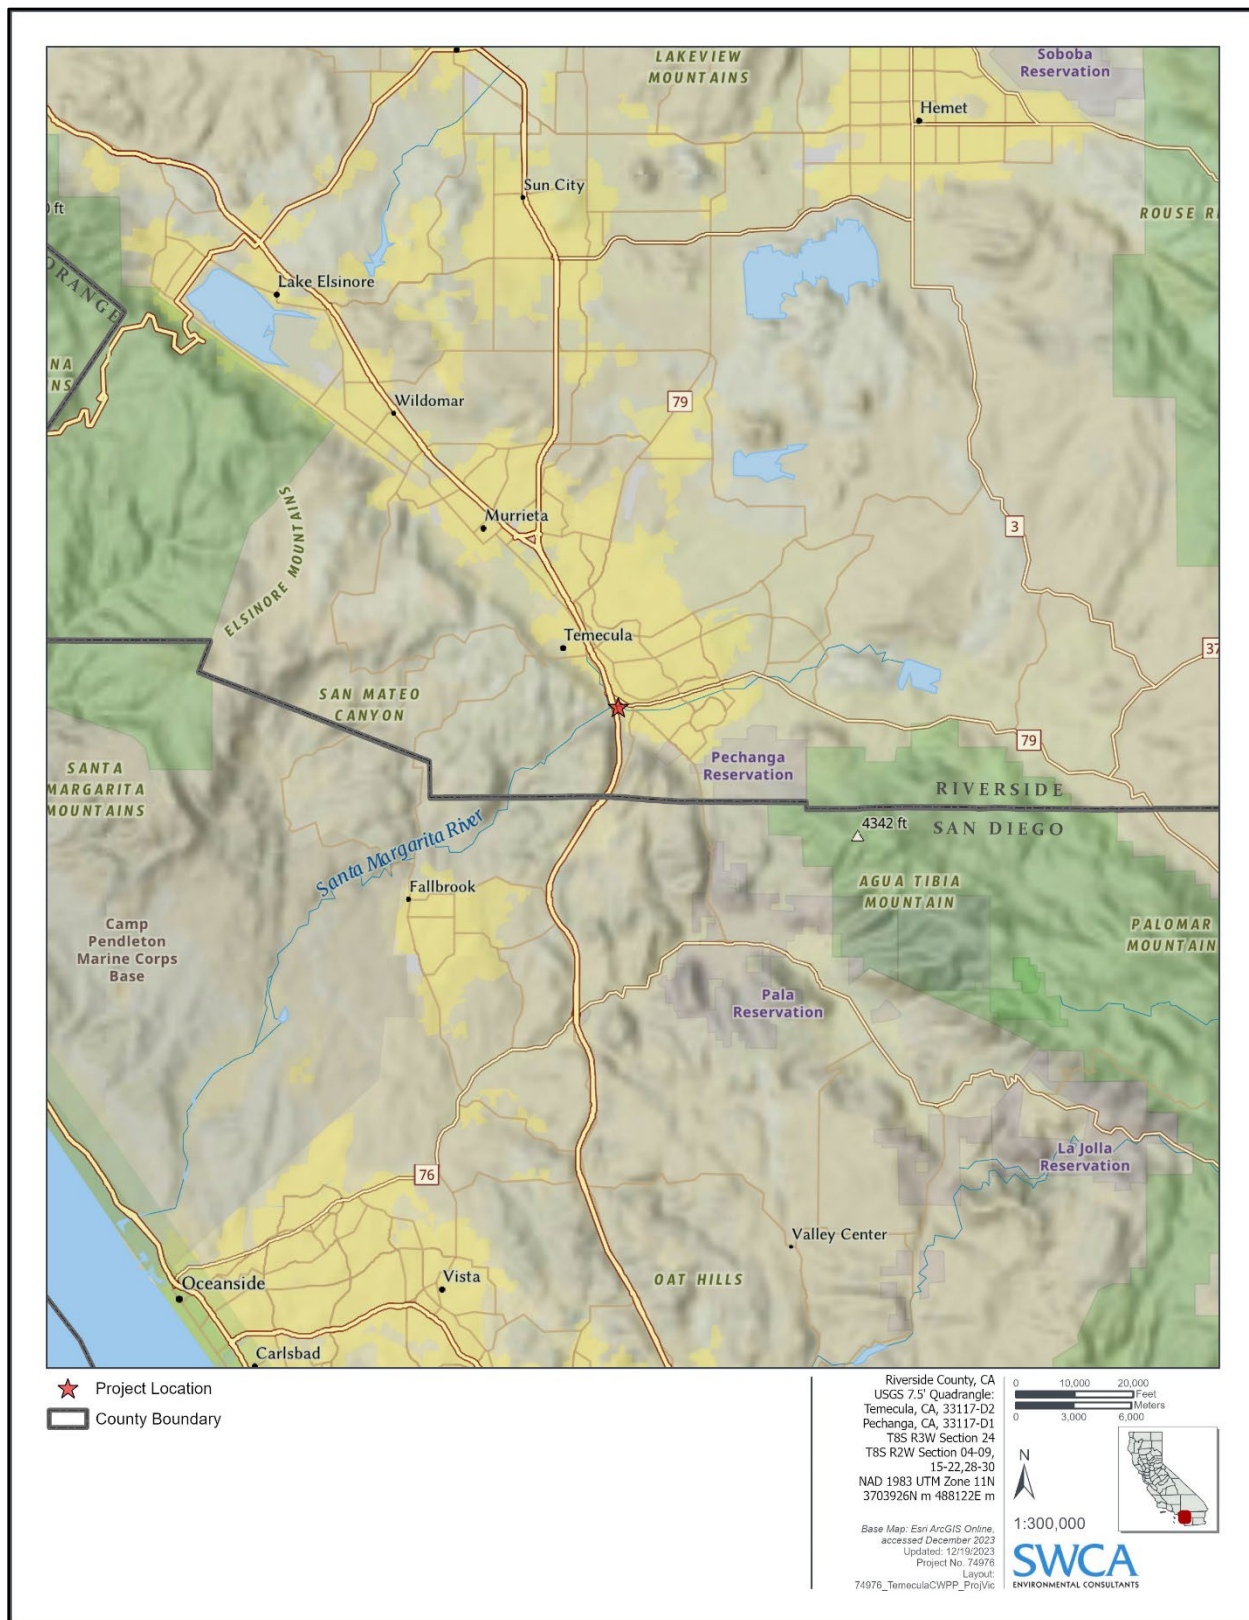 LAKEVIEW
MOUNTAINS
Soboba
Reservation
Hemet
Sun City
ft
ROUSE
ORANGE
Lake Elsinore
NA
NS
Wildomar
79
Murrieta
3
ELSINORE MOUNTAINS
Temecula
37
SAN MATEO
CANYON
79
Pechanga
Reservation
SANTA
MARGARITA
MOUNTAINS
RIVERSIDE
SAN DIEGO
4342 ft
Santa Margarita River
Fallbrook
AGUA TIBIA
MOUNTAIN
Camp
Pendleton
Marine Corps
Base
PALOMAR
MOUNTAIN
Pala
Reservation
La Jolla
Reservation
76
Valley Center
Oceanside
Vista
OAT HILLS
Carlsbad
Project Location
County Boundary
Riverside County, CA
USGS 7.5' Quadrangle:
Temecula, CA, 33117-D2
Pechanga, CA, 33117-D1
T8S R3W Section 24
T8S R2W Section 04-09,
15-22,28-30
NAD 1983 UTM Zone 11N
3703926N m 488122E m
Base Map: Esri ArcGIS Online,
accessed December 2023
Updated: 12/19/2023
Project No. 74976
Layout:
74976_TemeculaCWPP_ProjVic
0 10,000 20,000
Feet
Meters
0 3,000 6,000
N
1:300,000
SWCA
ENVIRONMENTAL CONSULTANTS